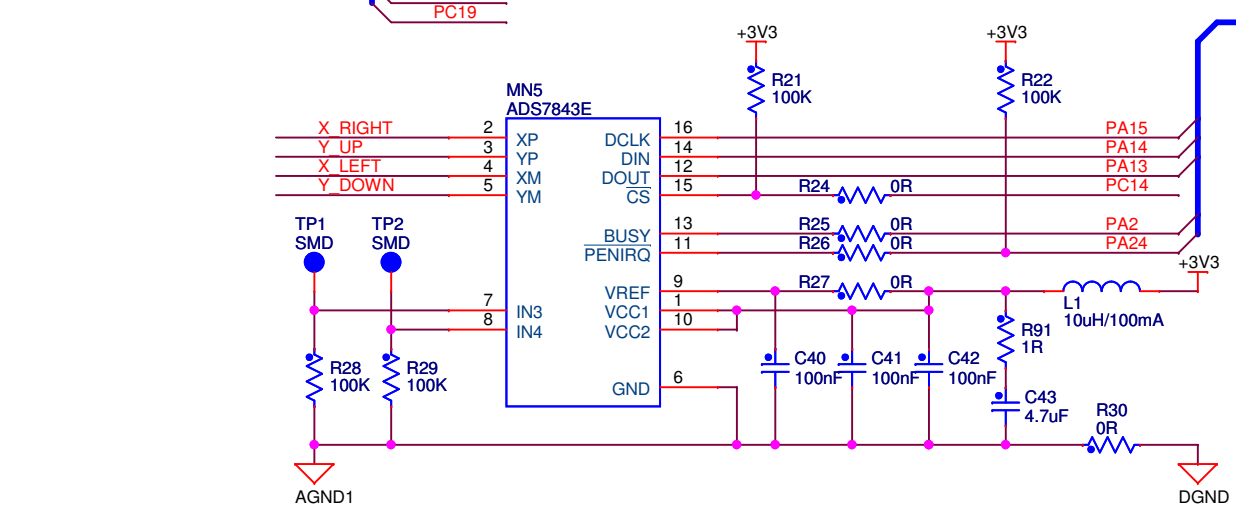 PC19
+3V3
+3V3
R21
100K
R22
100K
MN5
ADS7843E
X_RIGHT
2
XP
DCLK
16
PA15
Y_UP
3
YP
DIN
14
PA14
X_LEFT
4
XM
DOUT
12
PA13
Y_DOWN
5
YM
CS
15
R24
0R
PC14
TP1
SMD
TP2
SMD
BUSY
13
R25
0R
PA2
PENIRQ
11
R26
0R
PA24
+3V3
VREF
9
R27
0R
L1
10uH/100mA
7
IN3
VCC1
1
8
IN4
VCC2
10
R91
1R
R28
100K
R29
100K
C40
100nF
C41
100nF
C42
100nF
GND
6
C43
4.7uF
R30
0R
AGND1
DGND